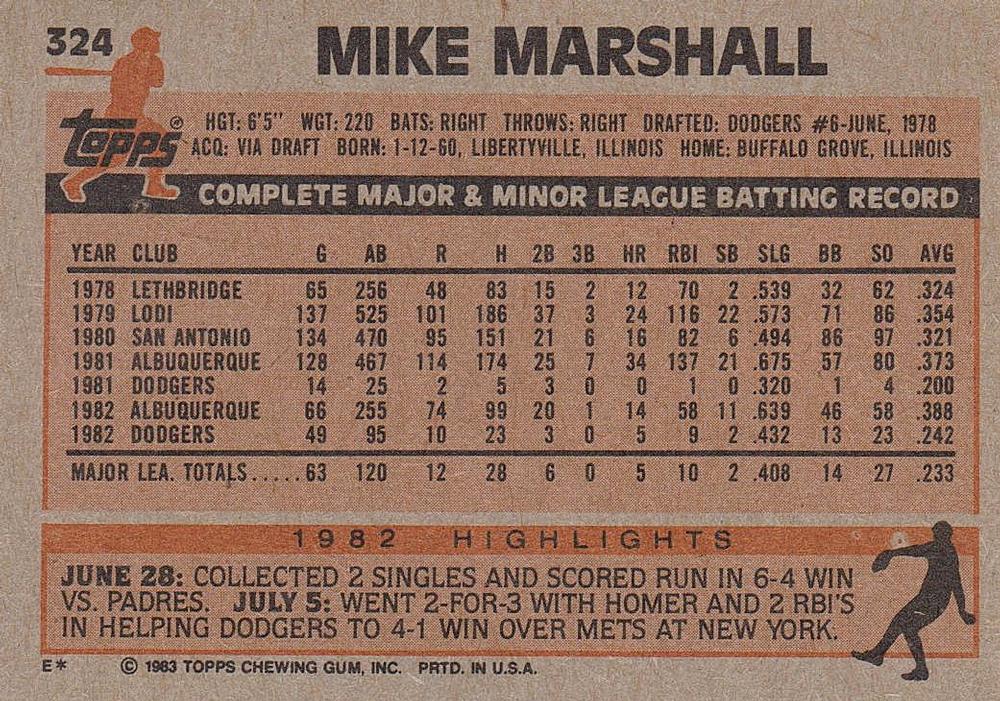 324 MIKE MARSHALL
Topps ® HGT: 6'5" WGT: 220 BATS: RIGHT THROWS: RIGHT DRAFTED: DODGERS #6-JUNE, 1978
ACQ: VIA DRAFT BORN: 1-12-60, LIBERTYVILLE, ILLINOIS HOME: BUFFALO GROVE, ILLINOIS
COMPLETE MAJOR & MINOR LEAGUE BATTING RECORD
YEAR CLUB G AB R H 2B 3B HR RBI SB SLG BB SO AVG
1978 LETHBRIDGE 65 256 48 83 15 2 12 70 2 .539 32 62 .324
1979 LODI 137 525 101 186 37 3 24 116 22 .573 71 86 .354
1980 SAN ANTONIO 134 470 95 151 21 6 16 82 6 .494 86 97 .321
1981 ALBUQUERQUE 128 467 114 174 25 7 34 137 21 .675 57 80 .373
1981 DODGERS 14 25 2 5 3 0 0 1 0 .320 1 4 .200
1982 ALBUQUERQUE 66 255 74 99 20 1 14 58 11 .639 46 58 .388
1982 DODGERS 49 95 10 23 3 0 5 9 2 .432 13 23 .242
MAJOR LEA. TOTALS.....63 120 12 28 6 0 5 10 2 .408 14 27 .233
1982 HIGHLIGHTS
JUNE 28: COLLECTED 2 SINGLES AND SCORED RUN IN 6-4 WIN
VS. PADRES. JULY 5: WENT 2-FOR-3 WITH HOMER AND 2 RBI'S
IN HELPING DODGERS TO 4-1 WIN OVER METS AT NEW YORK.
E* © 1983 TOPPS CHEWING GUM, INC. PRTD. IN U.S.A.